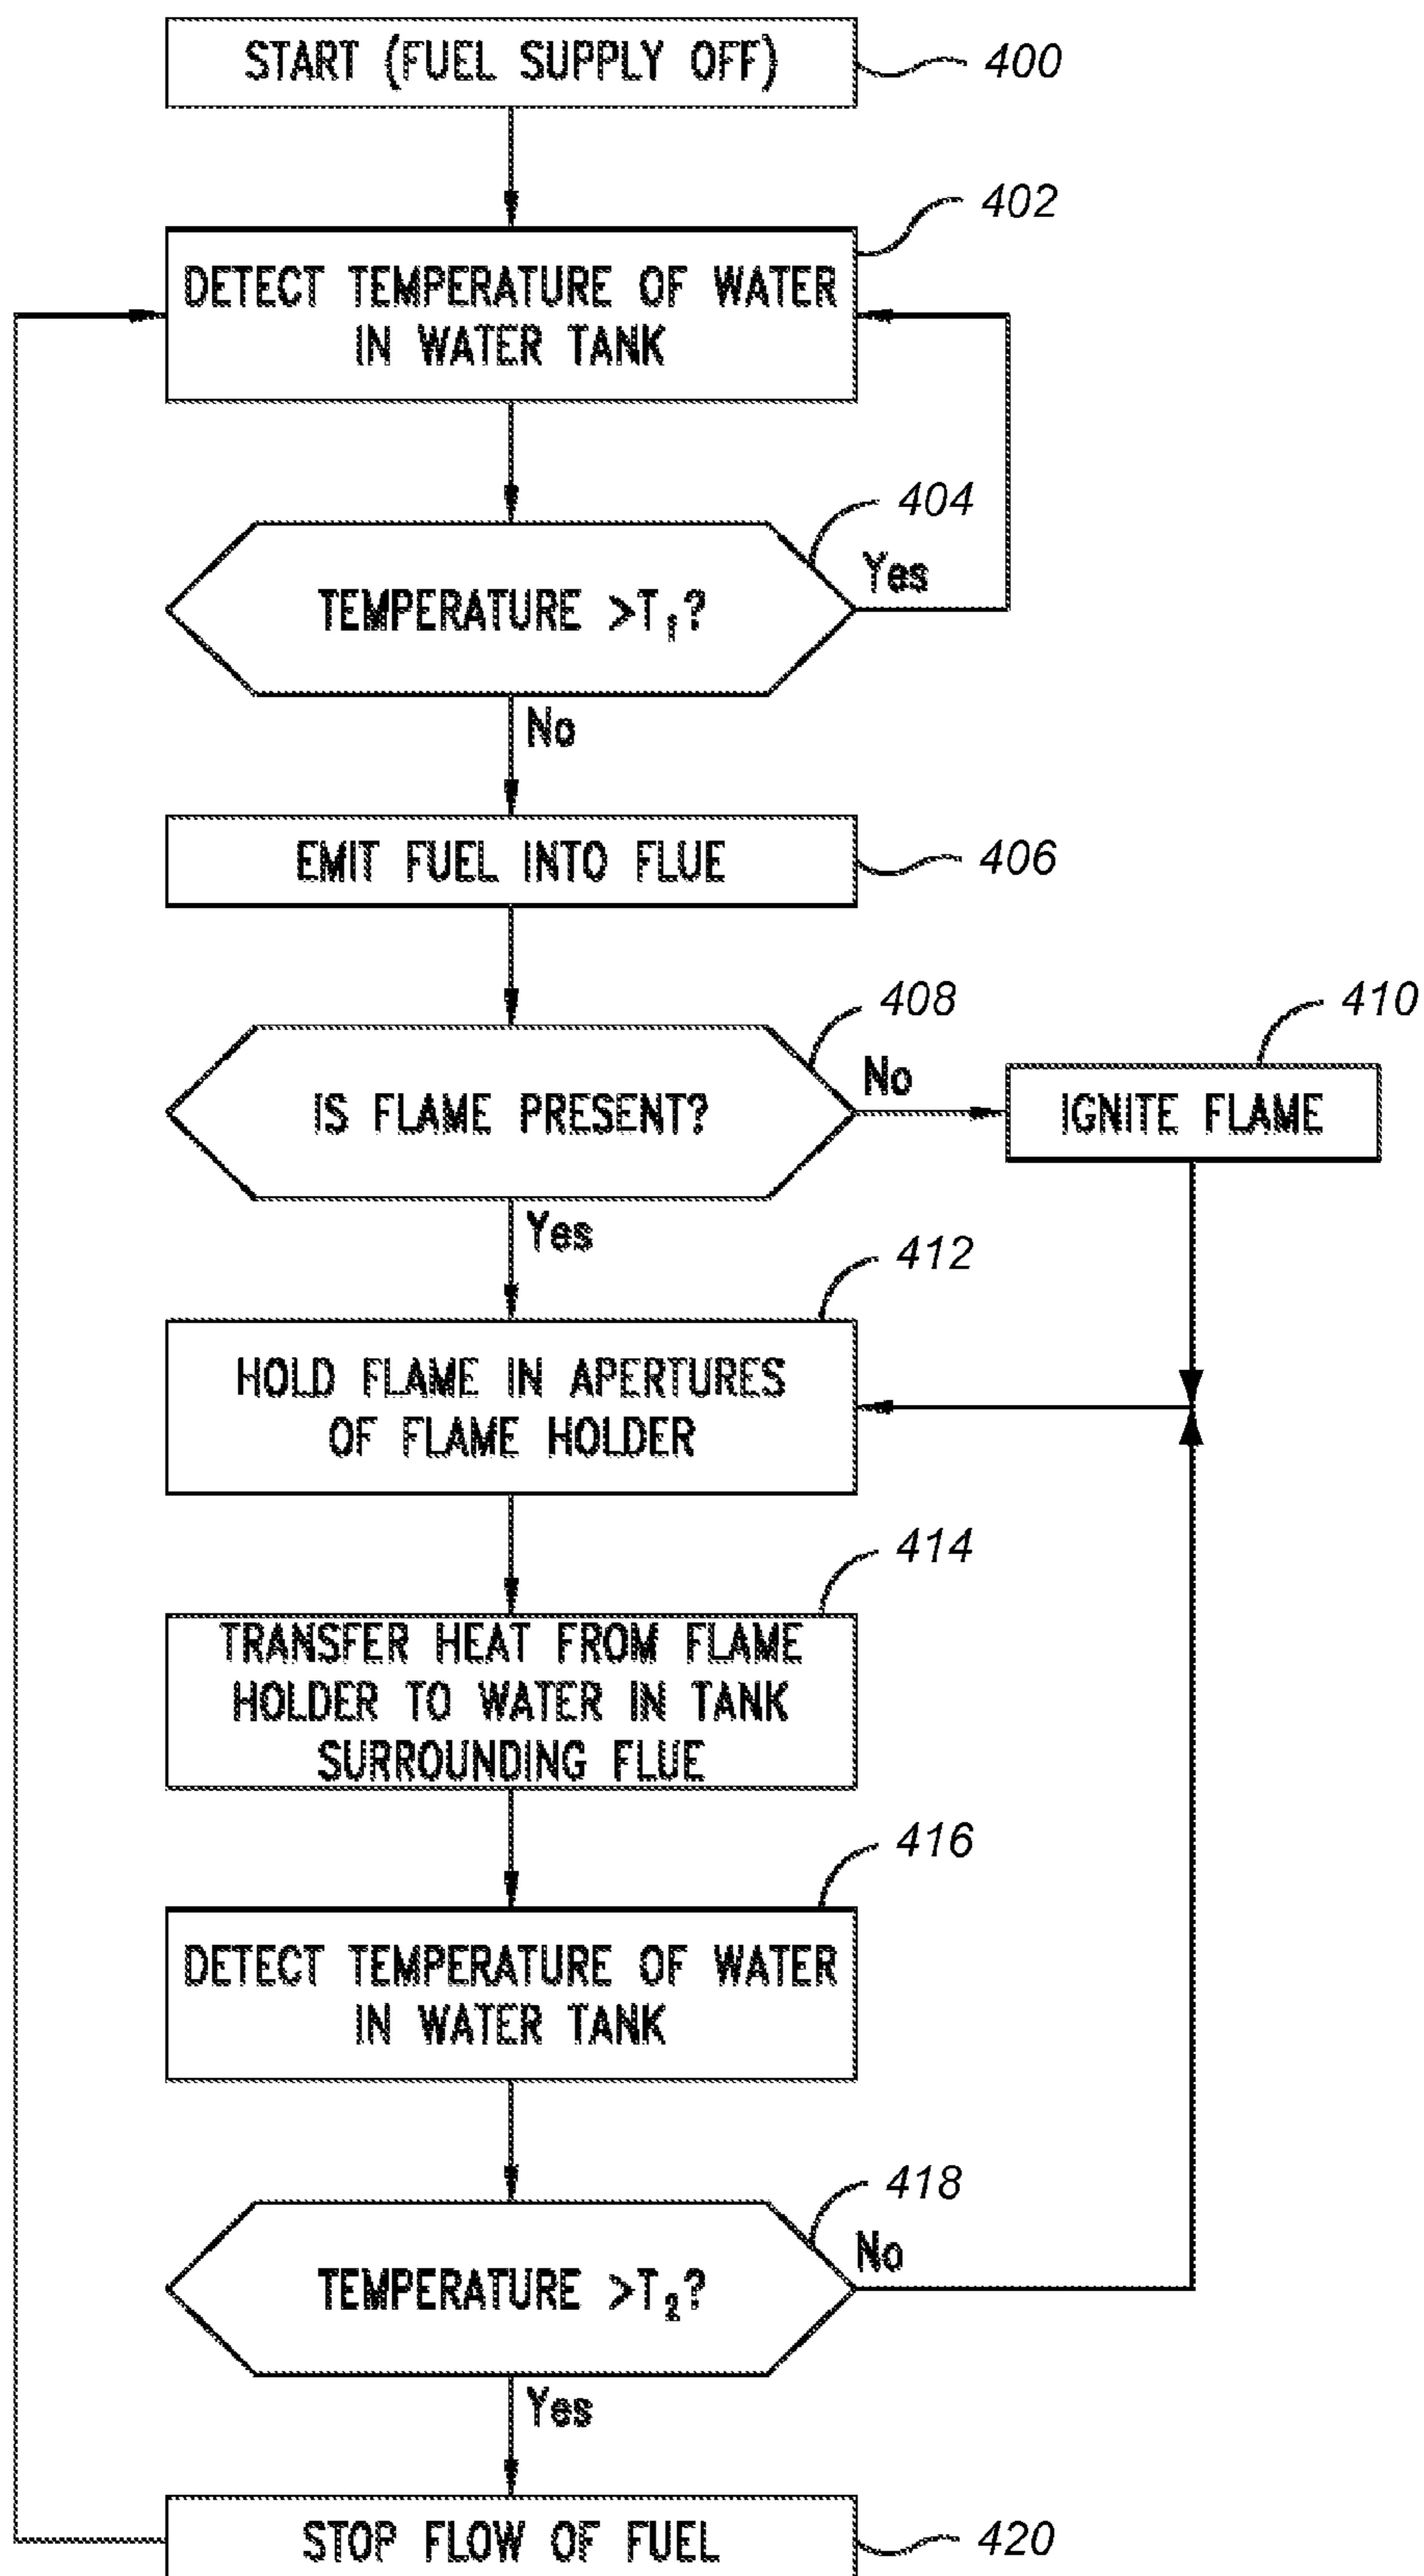 START (FUEL SUPPLY OFF)
400
402
DETECT TEMPERATURE OF WATER
IN WATER TANK
404
Yes
TEMPERATURE >T₁?
No
EMIT FUEL INTO FLUE
406
408
410
No
IS FLAME PRESENT?
IGNITE FLAME
Yes
412
HOLD FLAME IN APERTURES
OF FLAME HOLDER
414
TRANSFER HEAT FROM FLAME
HOLDER TO WATER IN TANK
SURROUNDING FLUE
416
DETECT TEMPERATURE OF WATER
IN WATER TANK
418
No
TEMPERATURE >T₂?
Yes
STOP FLOW OF FUEL
420